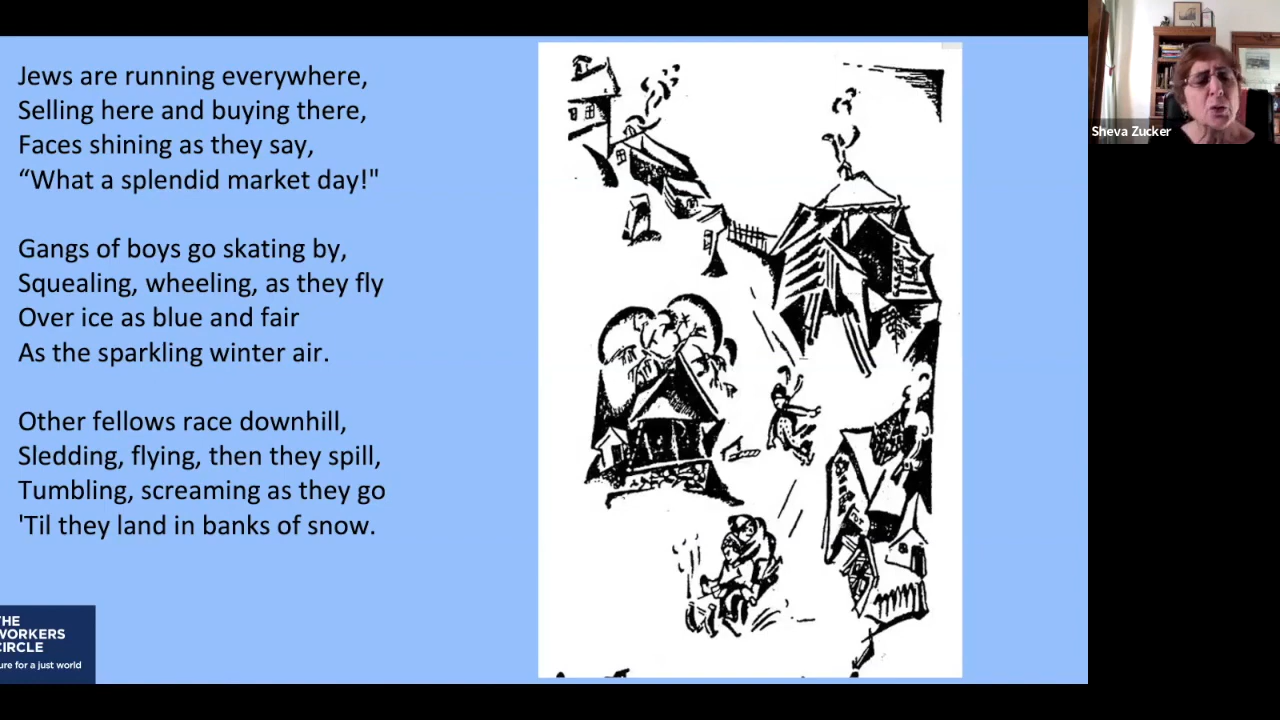 Jews are running everywhere,
Selling here and buying there,
Faces shining as they say,
“What a splendid market day!"
Gangs of boys go skating by,
Squealing, wheeling, as they fly
Over ice as blue and fair
As the sparkling winter air.
Other fellows race downhill,
Sledding, flying, then they spill,
Tumbling, screaming as they go
'Til they land in banks of snow.
THE
WORKERS
CIRCLE
ure for a just world
Sheva Zucker